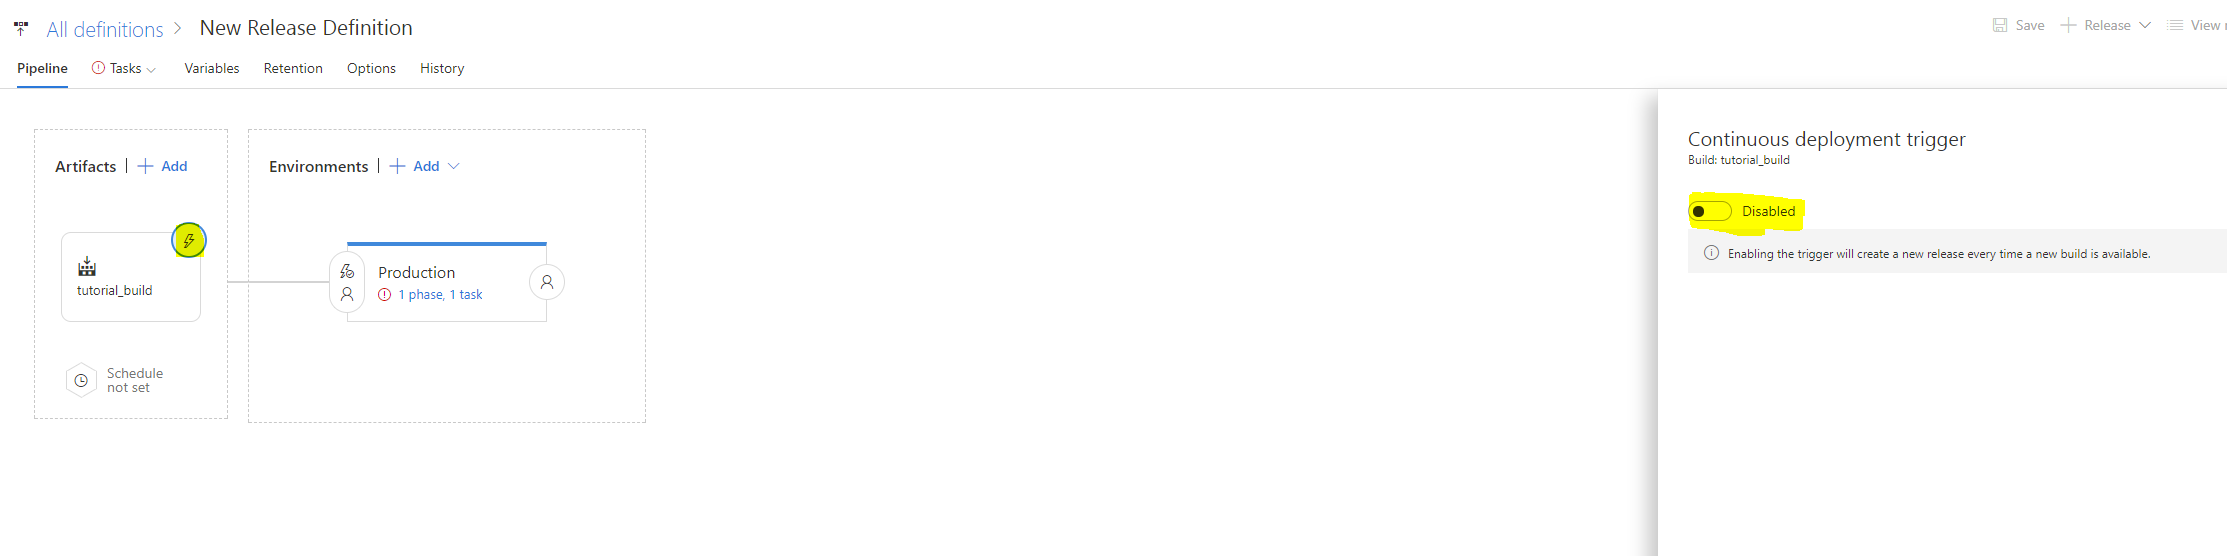 All definitions > New Release Definition
Save + Release View
Pipeline Tasks Variables Retention Options History
Artifacts | + Add
Environments | + Add
tutorial_build
Schedule
not set
Production
1 phase, 1 task
Continuous deployment trigger
Build: tutorial_build
Disabled
Enabling the trigger will create a new release every time a new build is available.